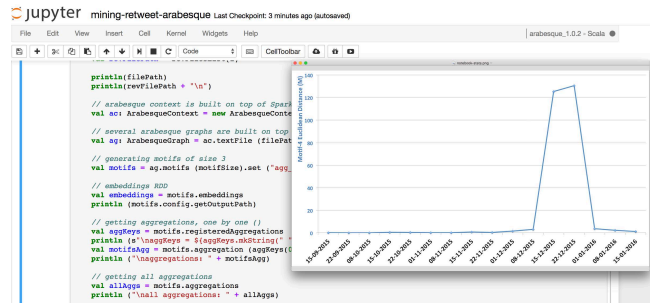 jupyter mining-retweet-arabesque Last Checkpoint: 3 minutes ago (autosaved)
File Edit View Insert Cell Kernel Widgets Help arabesque_1.0.2 - Scala
Code CellToolbar
println(filePath)
println(revFilePath + "\n")
// arabesque context is built on top of Spark
val ac: ArabesqueContext = new ArabesqueConte
// several arabesque graphs are built on top
val ag: ArabesqueGraph = ac.textFile (filePat
// generating motifs of size 3
val motifs = ag.motifs (motifSize).set ("agg_
// embeddings RDD
val embeddings = motifs.embeddings
println (motifs.config.getOutputPath)
// getting aggregations, one by one ()
val aggKeys = motifs.registeredAggregations
println (s"\naggKeys = ${aggKeys.mkString(" "
val motifsAgg = motifs.aggregation (aggKeys(0
println ("\naggregations: " + motifsAgg)
// getting all aggregations
val allAggs = motifs.aggregations
println ("\nall aggregations: " + allAggs)
Motif-4 Euclidean Distance (M)
140
120
100
80
60
40
20
0
15-09-2015 22-09-2015 08-10-2015 15-10-2015 22-10-2015 01-11-2015 08-11-2015 15-11-2015 22-11-2015 01-12-2015 08-12-2015 15-12-2015 22-12-2015 01-01-2016 08-01-2016 15-01-2016